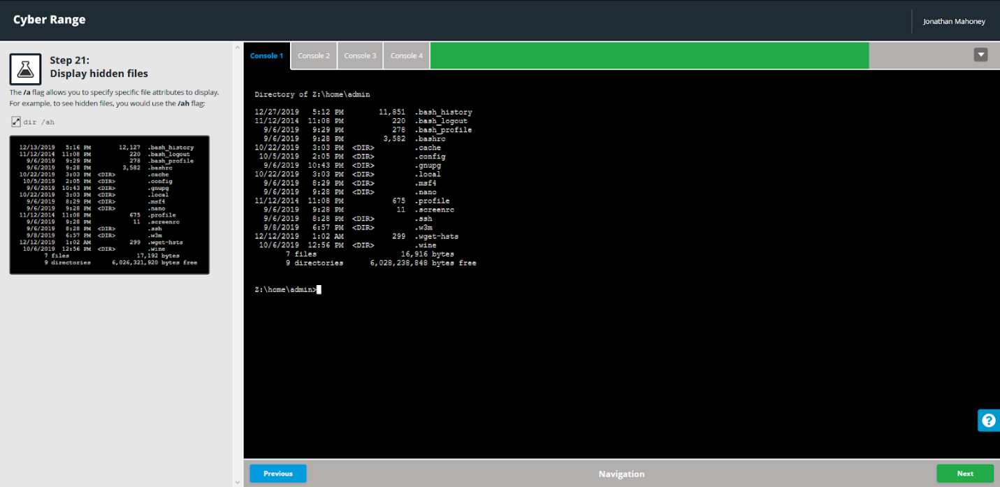 Cyber Range
Jonathan Mahoney
Step 21:
Display hidden files
The /a flag allows you to specify specific file attributes to display.
For example, to see hidden files, you would use the /ah flag:
dir /ah
12/13/2019 5:16 PM 12,127 .bash_history
11/12/2014 11:08 PM 220 .bash_logout
9/6/2019 9:29 PM 278 .bash_profile
9/6/2019 9:28 PM 3,582 .bashrc
10/22/2019 3:03 PM <DIR> .cache
10/5/2019 2:05 PM <DIR> .config
9/6/2019 10:43 PM <DIR> .gnupg
10/22/2019 3:03 PM <DIR> .local
9/6/2019 8:29 PM <DIR> .msf4
9/6/2019 9:28 PM <DIR> .nano
11/12/2014 11:08 PM 675 .profile
9/6/2019 9:28 PM 11 .screenrc
9/6/2019 8:28 PM <DIR> .ssh
9/8/2019 6:57 PM <DIR> .w3m
12/12/2019 1:02 AM 299 .wget-hsts
10/6/2019 12:56 PM <DIR> .wine
7 files 17,192 bytes
9 directories 6,026,321,920 bytes free
Console 1 Console 2 Console 3 Console 4
Directory of Z:\home\admin
12/27/2019 5:12 PM 11,851 .bash_history
11/12/2014 11:08 PM 220 .bash_logout
9/6/2019 9:29 PM 278 .bash_profile
9/6/2019 9:28 PM 3,582 .bashrc
10/22/2019 3:03 PM <DIR> .cache
10/5/2019 2:05 PM <DIR> .config
9/6/2019 10:43 PM <DIR> .gnupg
10/22/2019 3:03 PM <DIR> .local
9/6/2019 8:29 PM <DIR> .msf4
9/6/2019 9:28 PM <DIR> .nano
11/12/2014 11:08 PM 675 .profile
9/6/2019 9:28 PM 11 .screenrc
9/6/2019 8:28 PM <DIR> .ssh
9/8/2019 6:57 PM <DIR> .w3m
12/12/2019 1:02 AM 299 .wget-hsts
10/6/2019 12:56 PM <DIR> .wine
7 files 16,916 bytes
9 directories 6,028,238,848 bytes free
Z:\home\admin>
?
Previous
Navigation
Next